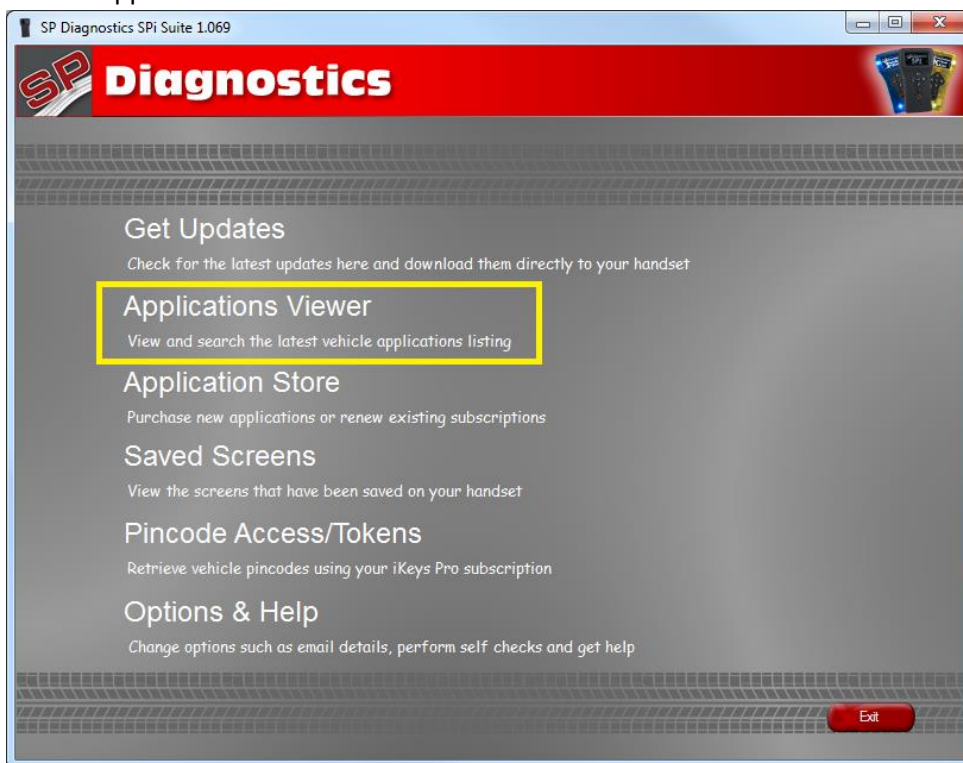 SP Diagnostics SPi Suite 1.069
SP Diagnostics
Get Updates
Check for the latest updates here and download them directly to your handset
Applications Viewer
View and search the latest vehicle applications listing
Application Store
Purchase new applications or renew existing subscriptions
Saved Screens
View the screens that have been saved on your handset
Pincode Access/Tokens
Retrieve vehicle pincodes using your iKeys Pro subscription
Options & Help
Change options such as email details, perform self checks and get help
Exit